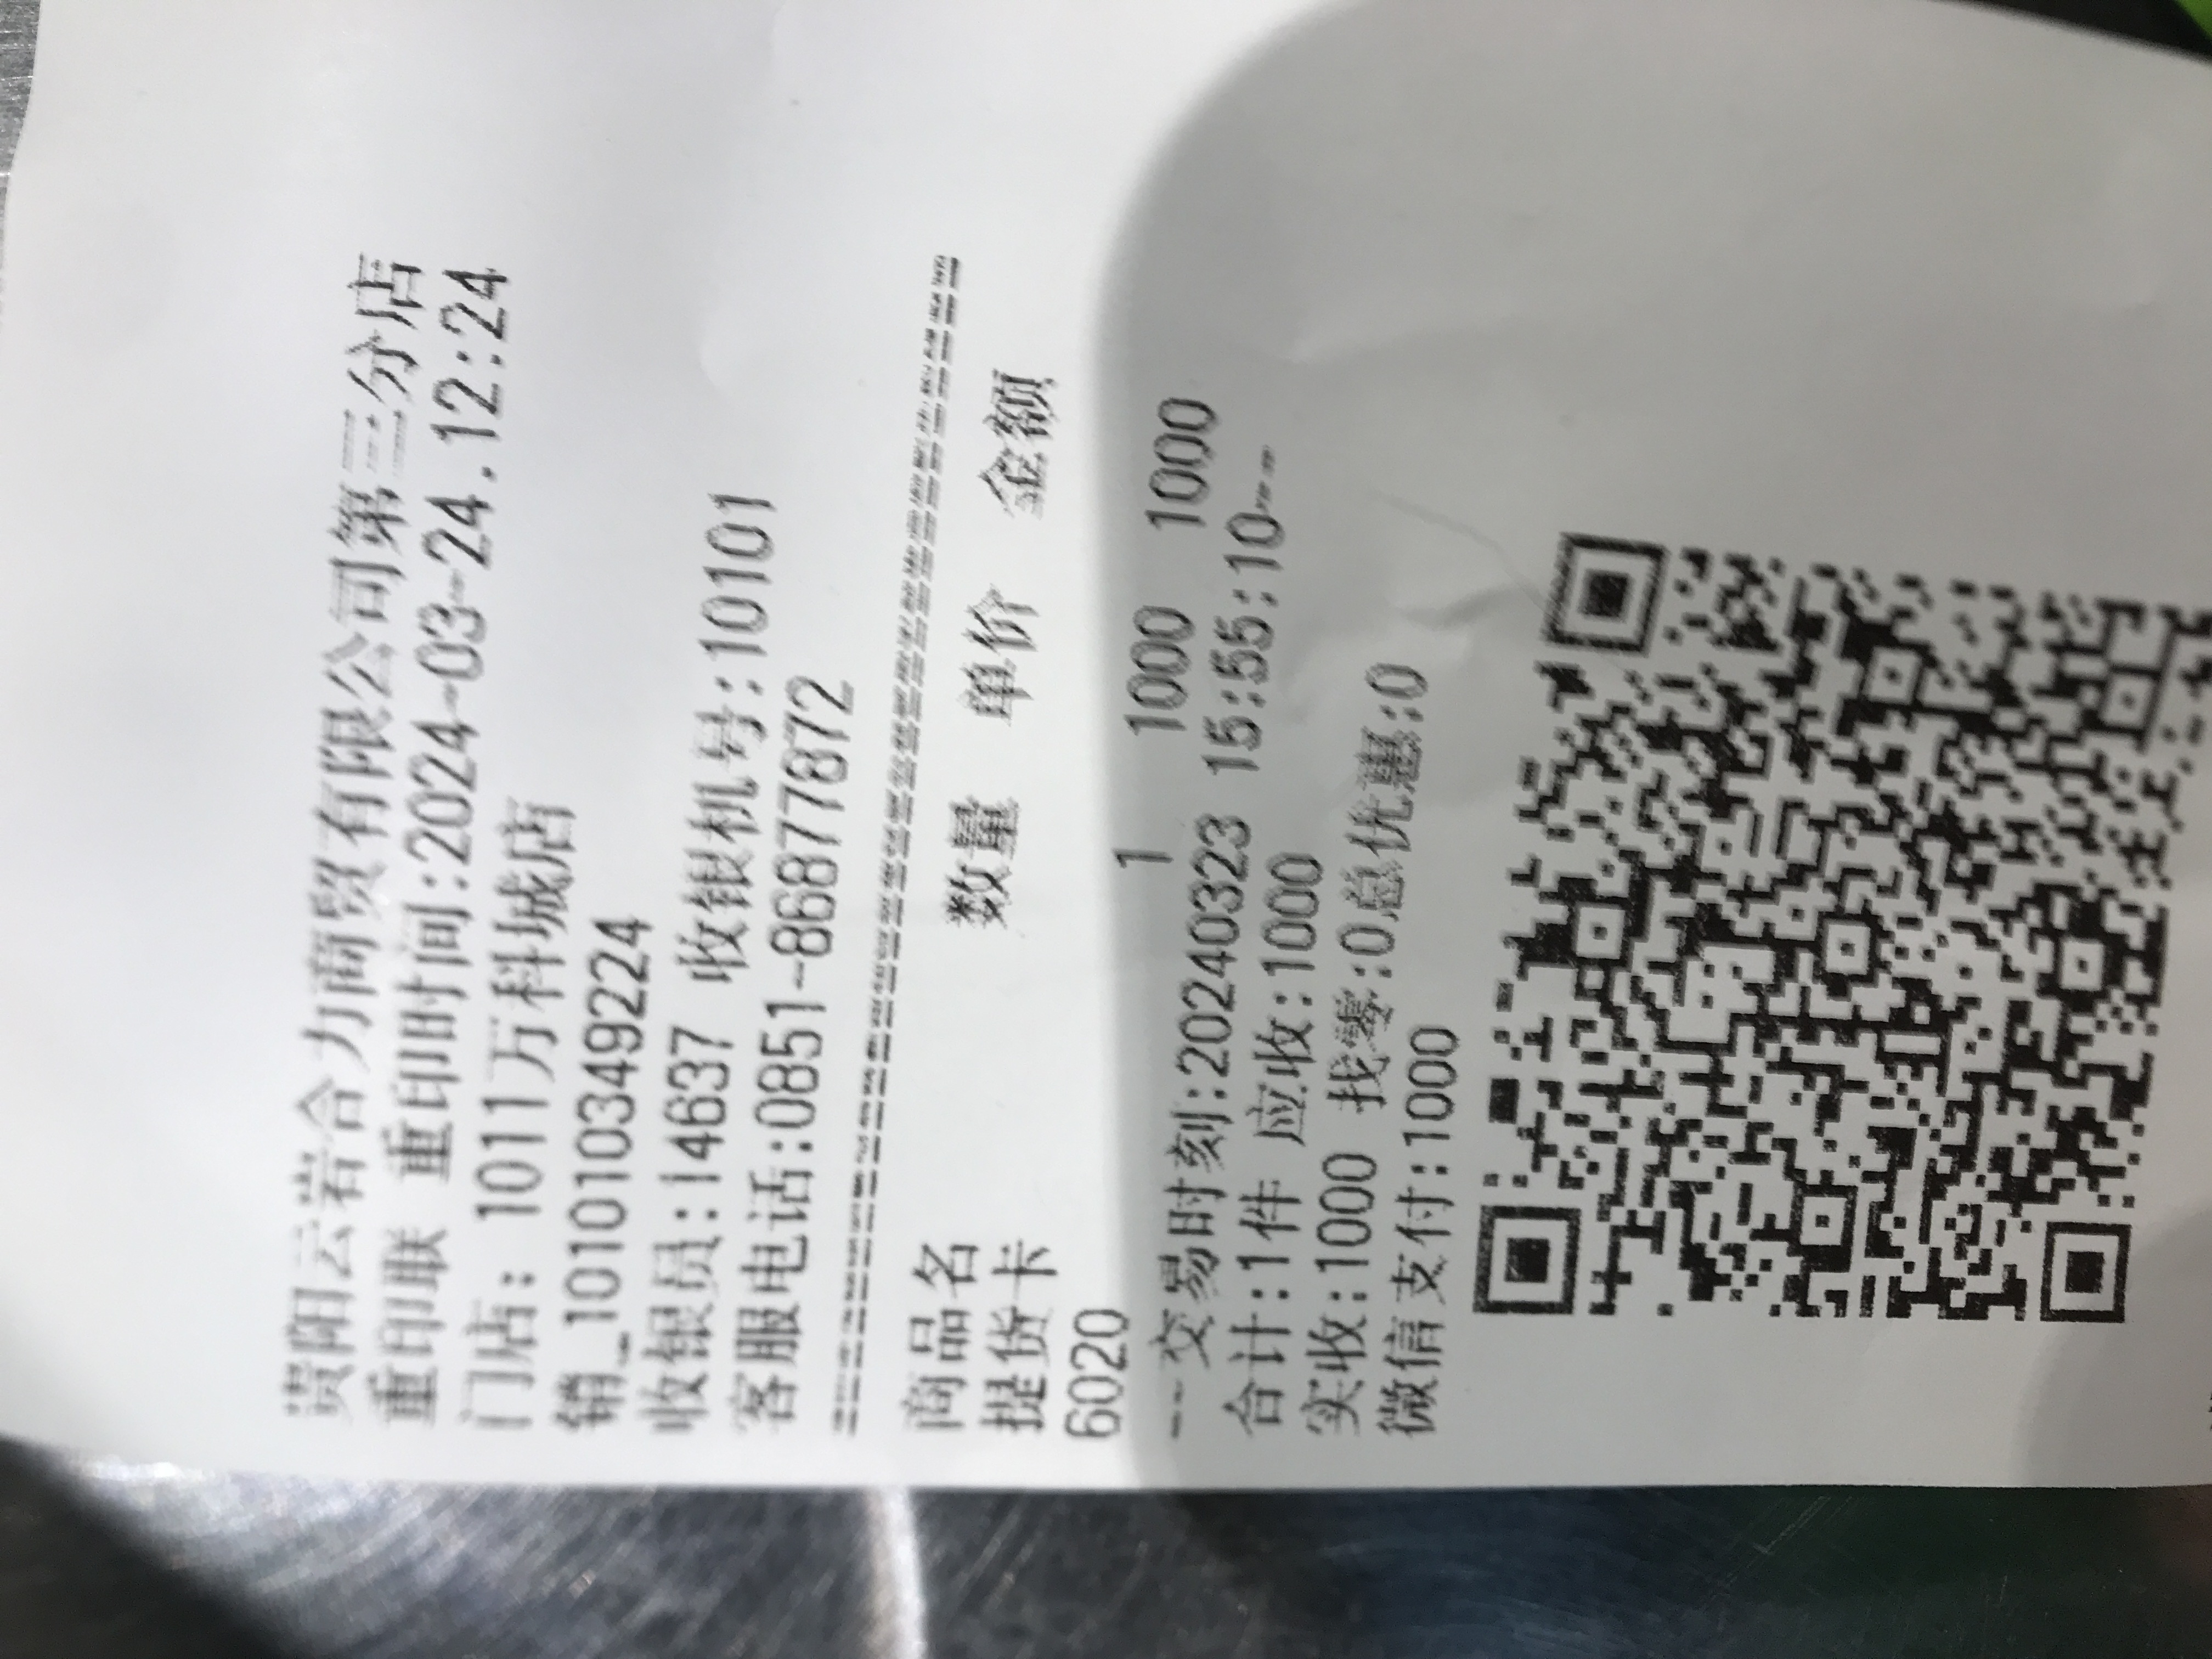 贵阳云岩合力商贸有限公司第三分店
重印联 重印时间:2024-03-24.12:24
门店: 1011万科城店
销_101010349224
收银员:14637 收银机号:10101
客服电话:0851-86877872
商品名 数量 单价 金额
提货卡
6020 1 1000 1000
--交易时刻:20240323 15:55:10--
合计:1件 应收:1000
实收:1000 找零:0总优惠:0
微信支付:1000